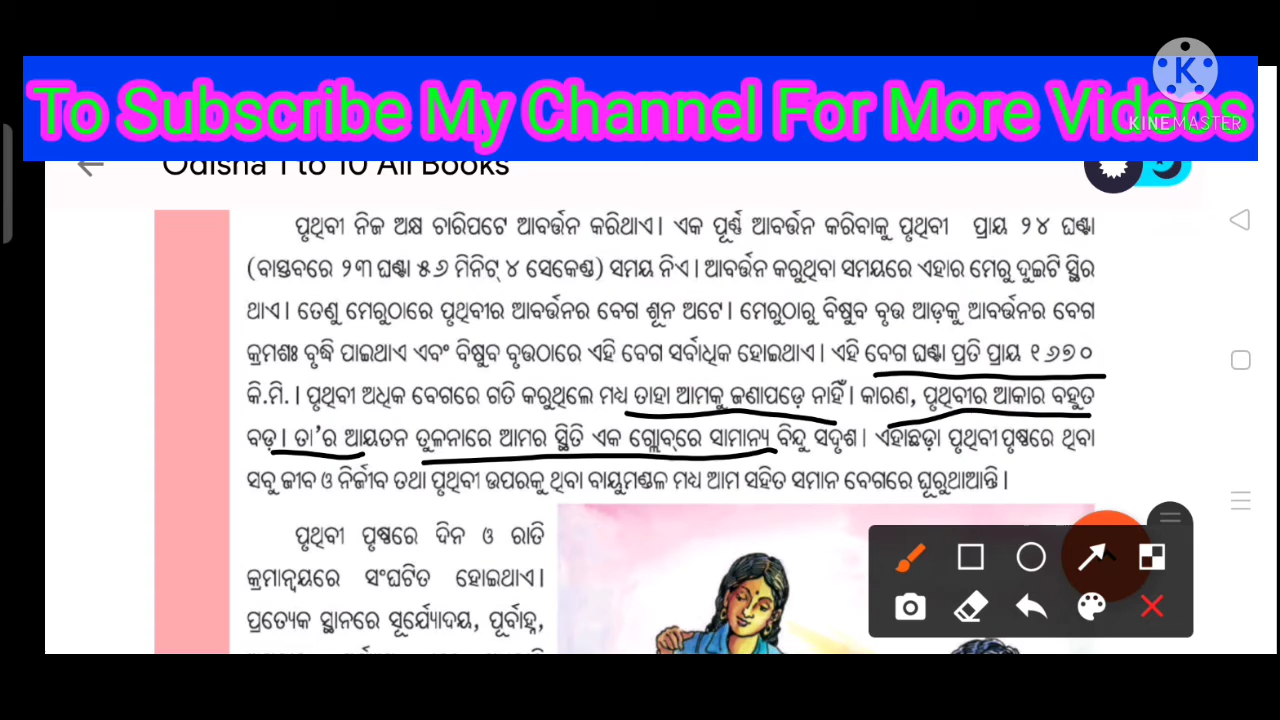 To Subscribe My Channel For More Videos
KINEMASTER
Odisha 1 to 10 All Books
ପୃଥିବୀ ନିଜ ଅକ୍ଷ ଚାରିପଟେ ଆବର୍ତ୍ତନ କରିଥାଏ। ଏକ ପୂର୍ଣ୍ଣ ଆବର୍ତ୍ତନ କରିବାକୁ ପୃଥିବୀ ପ୍ରାୟ ୨୪ ଘଣ୍ଟା
(ବାସ୍ତବରେ ୨୩ ଘଣ୍ଟା ୫୬ ମିନିଟ୍ ୪ ସେକେଣ୍ଡ) ସମୟ ନିଏ। ଆବର୍ତ୍ତନ କରୁଥିବା ସମୟରେ ଏହାର ମେରୁ ଦୁଇଟି ସ୍ଥିର
ଥାଏ। ତେଣୁ ମେରୁଠାରେ ପୃଥିବୀର ଆବର୍ତ୍ତନର ବେଗ ଶୂନ ଅଟେ। ମେରୁଠାରୁ ବିଷୁବ ବୃତ୍ତ ଆଡ଼କୁ ଆବର୍ତ୍ତନର ବେଗ
କ୍ରମଶଃ ବୃଦ୍ଧି ପାଇଥାଏ ଏବଂ ବିଷୁବ ବୃତ୍ତଠାରେ ଏହି ବେଗ ସର୍ବାଧିକ ହୋଇଥାଏ। ଏହି ବେଗ ଘଣ୍ଟା ପ୍ରତି ପ୍ରାୟ ୧୬୭୦
କି.ମି.। ପୃଥିବୀ ଅଧିକ ବେଗରେ ଗତି କରୁଥିଲେ ମଧ୍ୟ ତାହା ଆମକୁ ଜଣାପଡ଼େ ନାହିଁ। କାରଣ, ପୃଥିବୀର ଆକାର ବହୁତ
ବଡ଼। ତା'ର ଆୟତନ ତୁଳନାରେ ଆମର ସ୍ଥିତି ଏକ ଗ୍ଲୋବ୍‌ରେ ସାମାନ୍ୟ ବିନ୍ଦୁ ସଦୃଶ। ଏହାଛଡ଼ା ପୃଥିବୀପୃଷ୍ଠରେ ଥିବା
ସବୁ ଜୀବ ଓ ନିର୍ଜୀବ ତଥା ପୃଥିବୀ ଉପରକୁ ଥିବା ବାୟୁମଣ୍ଡଳ ମଧ୍ୟ ଆମ ସହିତ ସମାନ ବେଗରେ ଘୂରୁଥାଆନ୍ତି।
ପୃଥିବୀ ପୃଷ୍ଠରେ ଦିନ ଓ ରାତି
କ୍ରମାନ୍ୱୟରେ ସଂଘଟିତ ହୋଇଥାଏ।
ପ୍ରତ୍ୟେକ ସ୍ଥାନରେ ସୂର୍ଯ୍ୟୋଦୟ, ପୂର୍ବାହ୍ନ,